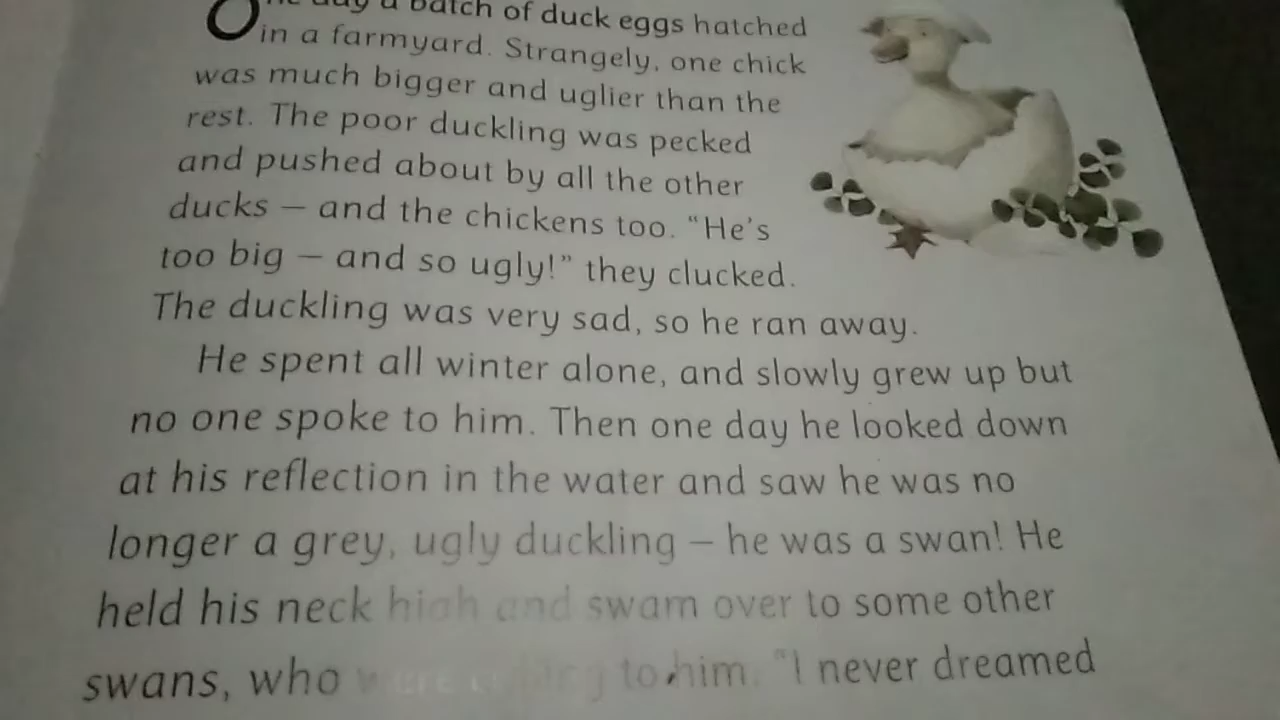 One day a batch of duck eggs hatched
in a farmyard. Strangely, one chick
was much bigger and uglier than the
rest. The poor duckling was pecked
and pushed about by all the other
ducks – and the chickens too. "He's
too big – and so ugly!" they clucked.
The duckling was very sad, so he ran away.
He spent all winter alone, and slowly grew up but
no one spoke to him. Then one day he looked down
at his reflection in the water and saw he was no
longer a grey, ugly duckling – he was a swan! He
held his neck high and swam over to some other
swans, who were to him. "I never dreamed